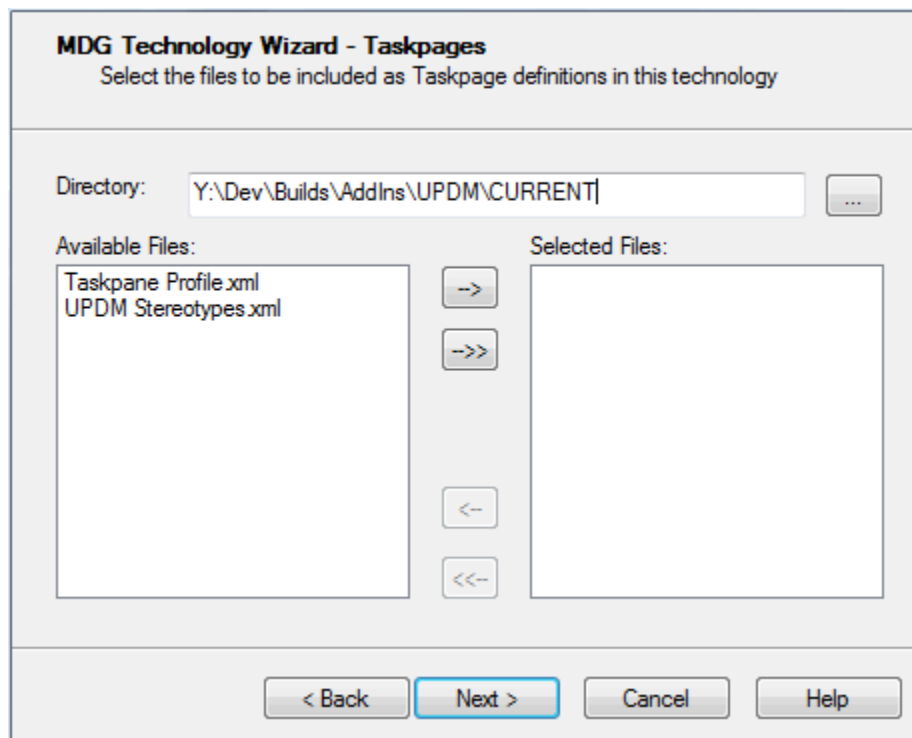 MDG Technology Wizard - Taskpages
Select the files to be included as Taskpage definitions in this technology
Directory: Y:\Dev\Builds\AddIns\UPDM\CURRENT ...
Available Files: Selected Files:
Taskpane Profile.xml
UPDM Stereotypes.xml
-->
-->>
<--
<<--
< Back Next > Cancel Help